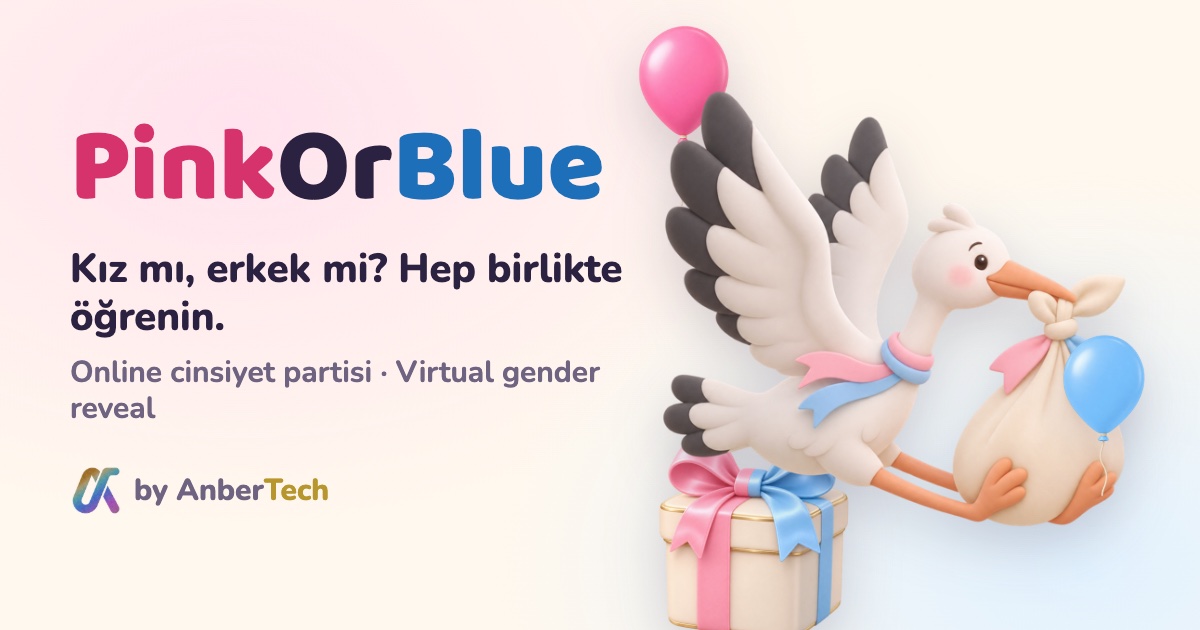 PinkOrBlue
Kız mı, erkek mi? Hep birlikte
öğrenin.
Online cinsiyet partisi · Virtual gender
reveal
by AnberTech